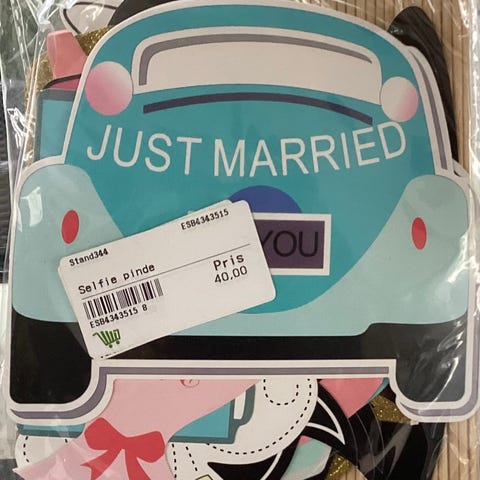 JUST MARRIED
YOU
Stand344
ESB4343515
Selfie pinde
Pris
40.00
ESB4343515 8